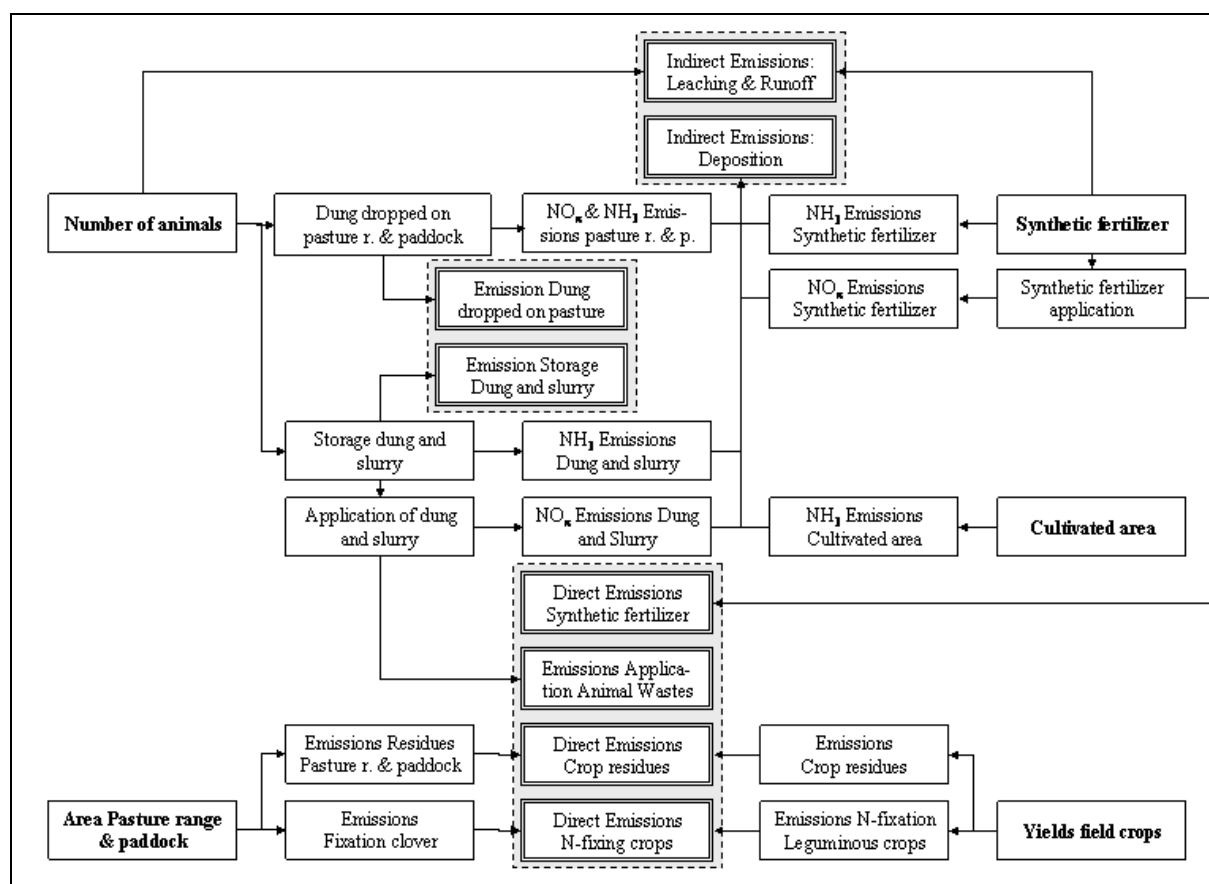 Indirect Emissions:
Leaching & Runoff
Indirect Emissions:
Deposition
Number of animals
Dung dropped on
pasture r. & paddock
NOx & NH3 Emis-
sions pasture r. & p.
NH3 Emissions
Synthetic fertilizer
Synthetic fertilizer
Emission Dung
dropped on pasture
NOx Emissions
Synthetic fertilizer
Synthetic fertilizer
application
Emission Storage
Dung and slurry
Storage dung and
slurry
NH3 Emissions
Dung and slurry
Application of dung
and slurry
NOx Emissions Dung
and Slurry
NH3 Emissions
Cultivated area
Cultivated area
Direct Emissions
Synthetic fertilizer
Emissions Applica-
tion Animal Wastes
Emissions Residues
Pasture r. & paddock
Direct Emissions
Crop residues
Emissions
Crop residues
Area Pasture range
& paddock
Emissions
Fixation clover
Direct Emissions
N-fixing crops
Emissions N-fixation
Leguminous crops
Yields field crops